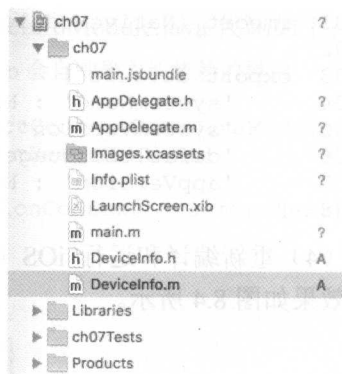 ch07 ?
ch07
main.jsbundle
AppDelegate.h ?
AppDelegate.m ?
Images.xcassets ?
Info.plist ?
LaunchScreen.xib
main.m ?
DeviceInfo.h A
DeviceInfo.m A
Libraries
ch07Tests
Products